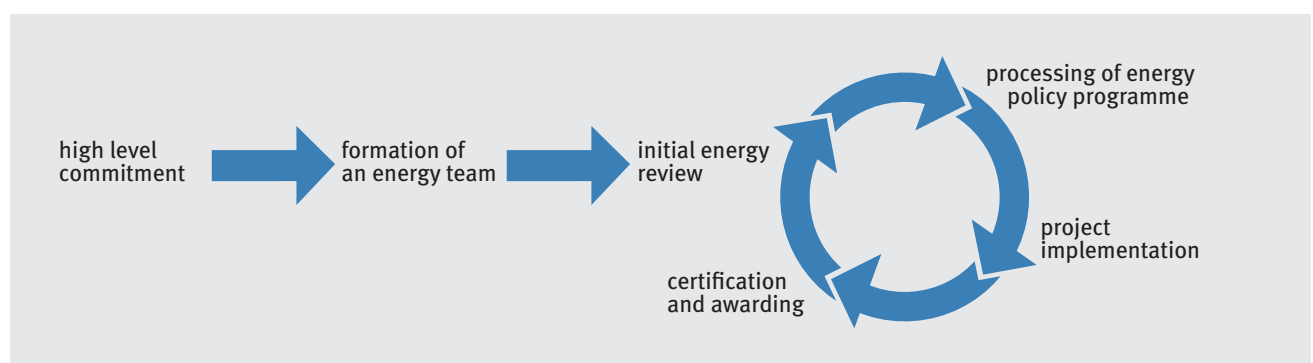 high level
commitment
formation of
an energy team
initial energy
review
processing of energy
policy programme
project
implementation
certification
and awarding